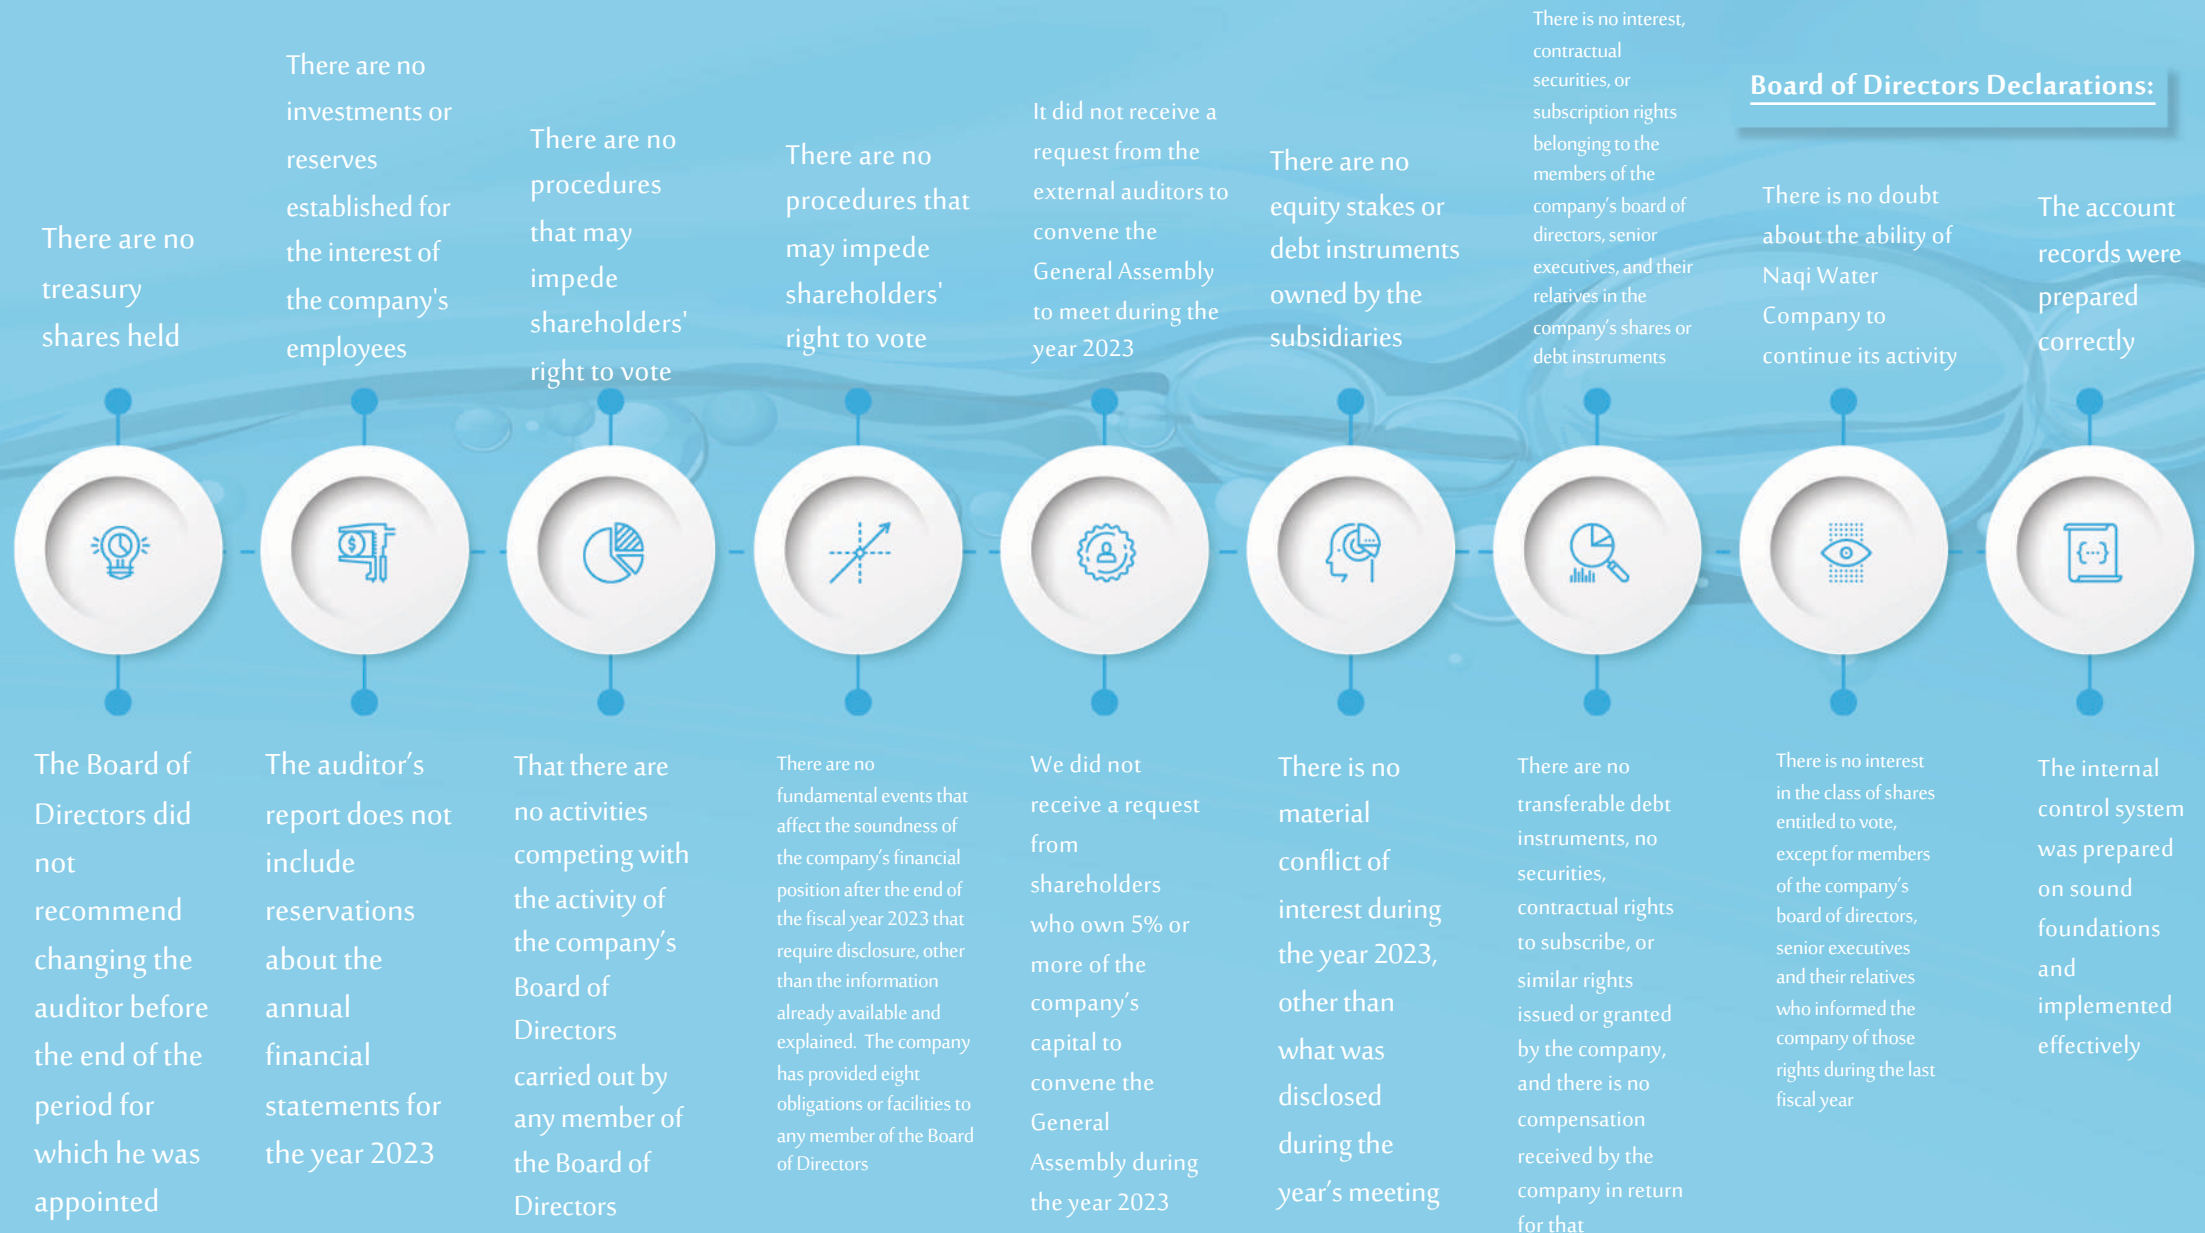 Board of Directors Declarations:
There are no
treasury
shares held
There are no
investments or
reserves
established for
the interest of
the company's
employees
There are no
procedures
that may
impede
shareholders'
right to vote
There are no
procedures that
may impede
shareholders'
right to vote
It did not receive a
request from the
external auditors to
convene the
General Assembly
to meet during the
year 2023
There are no
equity stakes or
debt instruments
owned by the
subsidiaries
There is no interest,
contractual
securities, or
subscription rights
belonging to the
members of the
company's board of
directors, senior
executives, and their
relatives in the
company's shares or
debt instruments
There is no doubt
about the ability of
Naqi Water
Company to
continue its activity
The account
records were
prepared
correctly
The Board of
Directors did
not
recommend
changing the
auditor before
the end of the
period for
which he was
appointed
The auditor's
report does not
include
reservations
about the
annual
financial
statements for
the year 2023
That there are
no activities
competing with
the activity of
the company's
Board of
Directors
carried out by
any member of
the Board of
Directors
There are no
fundamental events that
affect the soundness of
the company's financial
position after the end of
the fiscal year 2023 that
require disclosure, other
than the information
already available and
explained. The company
has provided eight
obligations or facilities to
any member of the Board
of Directors
We did not
receive a request
from
shareholders
who own 5% or
more of the
company's
capital to
convene the
General
Assembly during
the year 2023
There is no
material
conflict of
interest during
the year 2023,
other than
what was
disclosed
during the
year's meeting
There are no
transferable debt
instruments, no
securities,
contractual rights
to subscribe, or
similar rights
issued or granted
by the company,
and there is no
compensation
received by the
company in return
for that
There is no interest
in the class of shares
entitled to vote,
except for members
of the company's
board of directors,
senior executives
and their relatives
who informed the
company of those
rights during the last
fiscal year
The internal
control system
was prepared
on sound
foundations
and
implemented
effectively